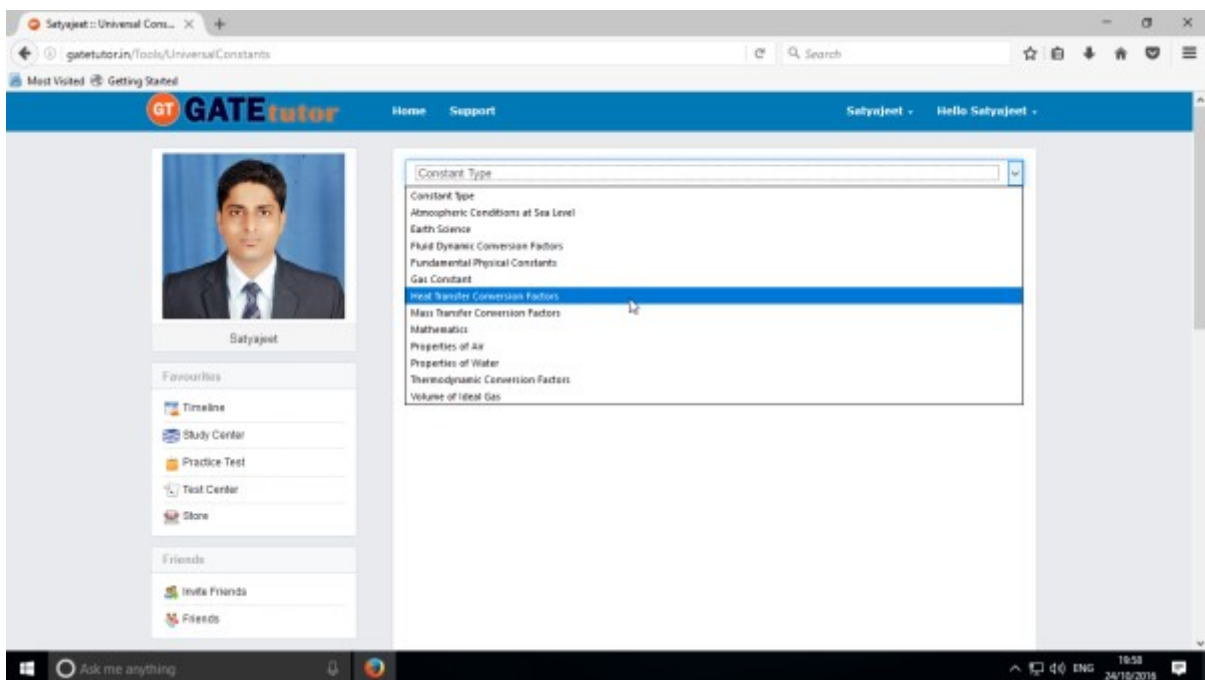 Satyajeet :: Universal Cons...
gatetutor.in/Tools/UniversalConstants
Search
Most Visited Getting Started
GT GATEtutor Home Support Satyajeet Hello Satyajeet
Constant Type
Constant Type
Atmospheric Conditions at Sea Level
Earth Science
Fluid Dynamic Conversion Factors
Fundamental Physical Constants
Gas Constant
Heat Transfer Conversion Factors
Mass Transfer Conversion Factors
Mathematics
Properties of Air
Properties of Water
Thermodynamic Conversion Factors
Volume of Ideal Gas
Satyajeet
Favourites
Timeline
Study Center
Practice Test
Test Center
Store
Friends
Invite Friends
Friends
Ask me anything
ENG
19:58
24/10/2016